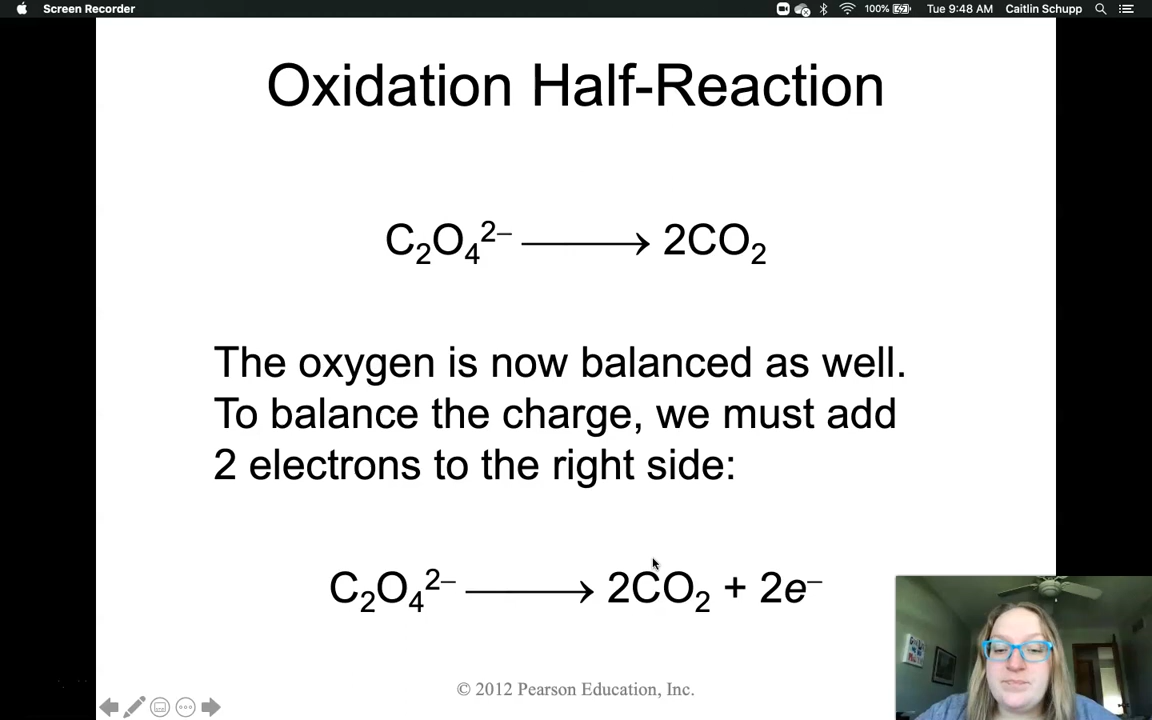 Screen Recorder 100% Tue 9:48 AM Caitlin Schupp
Oxidation Half-Reaction
C₂O₄²⁻ ⟶ 2CO₂
The oxygen is now balanced as well.
To balance the charge, we must add
2 electrons to the right side:
C₂O₄²⁻ ⟶ 2CO₂ + 2e⁻
© 2012 Pearson Education, Inc.